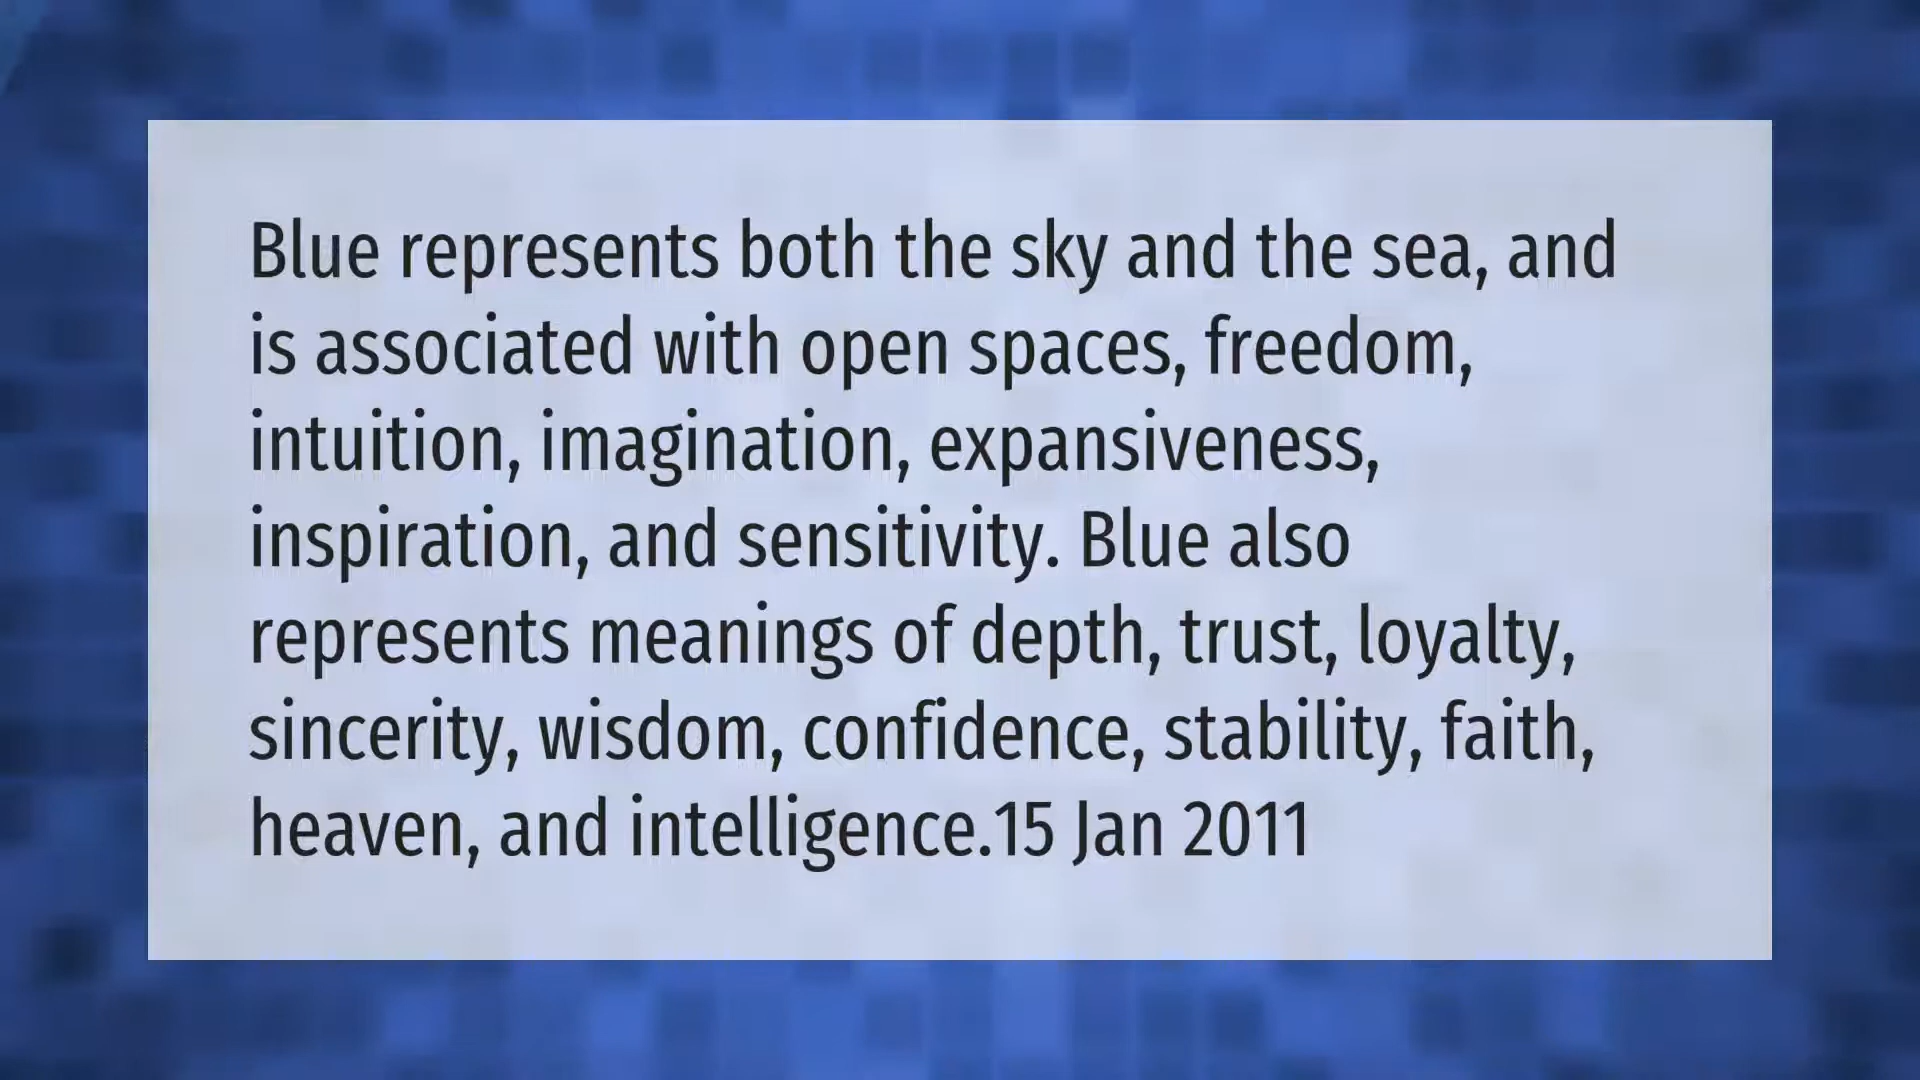 Blue represents both the sky and the sea, and
is associated with open spaces, freedom,
intuition, imagination, expansiveness,
inspiration, and sensitivity. Blue also
represents meanings of depth, trust, loyalty,
sincerity, wisdom, confidence, stability, faith,
heaven, and intelligence.15 Jan 2011